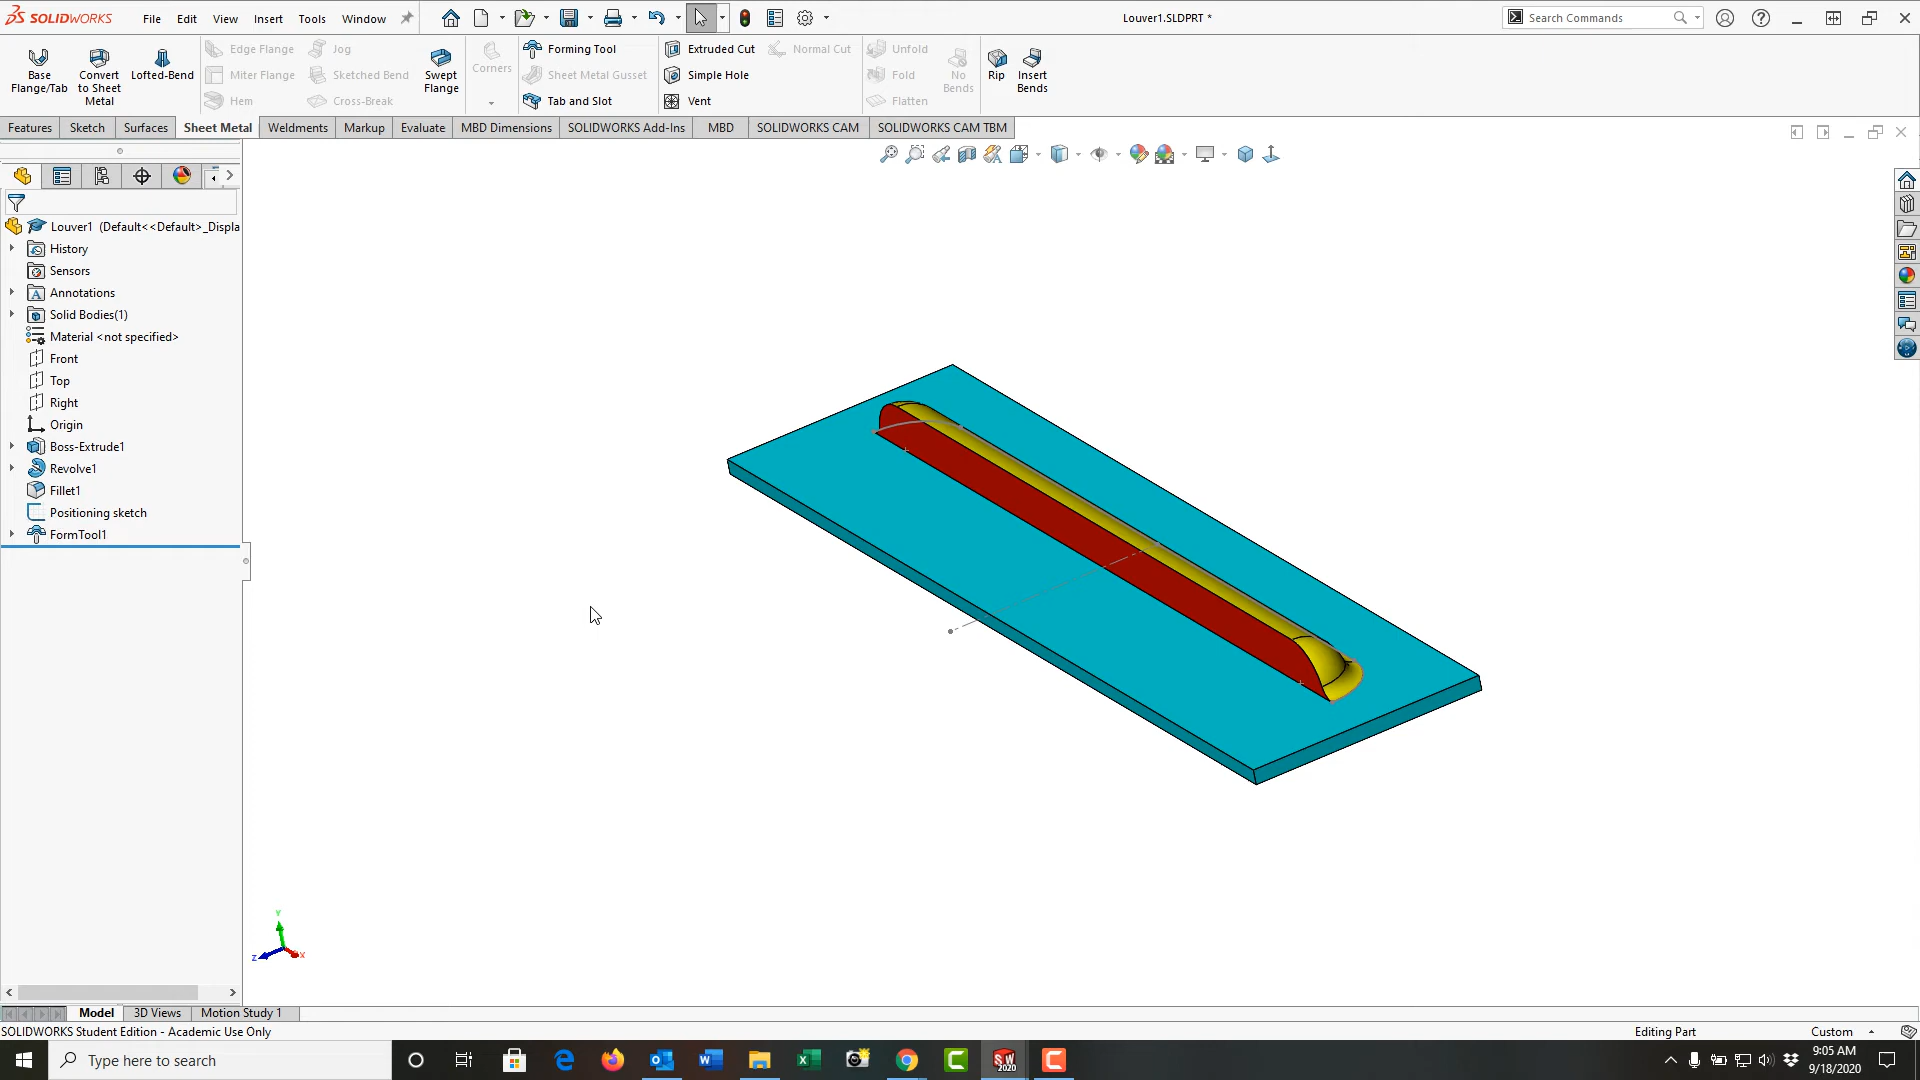 SOLIDWORKS File Edit View Insert Tools Window Louver1.SLDPRT * Search Commands
Base Flange/Tab
Convert to Sheet Metal
Lofted-Bend
Edge Flange
Miter Flange
Hem
Jog
Sketched Bend
Cross-Break
Swept Flange
Corners
Forming Tool
Sheet Metal Gusset
Tab and Slot
Extruded Cut
Simple Hole
Vent
Normal Cut
Unfold
Fold
Flatten
No Bends
Rip
Insert Bends
Features Sketch Surfaces Sheet Metal Weldments Markup Evaluate MBD Dimensions SOLIDWORKS Add-Ins MBD SOLIDWORKS CAM SOLIDWORKS CAM TBM
Louver1 (Default<<Default>_Displa
History
Sensors
Annotations
Solid Bodies(1)
Material <not specified>
Front
Top
Right
Origin
Boss-Extrude1
Revolve1
Fillet1
Positioning sketch
FormTool1
Y
Z
X
Model 3D Views Motion Study 1
SOLIDWORKS Student Edition - Academic Use Only Editing Part Custom
Type here to search
SW
2020
9:05 AM
9/18/2020